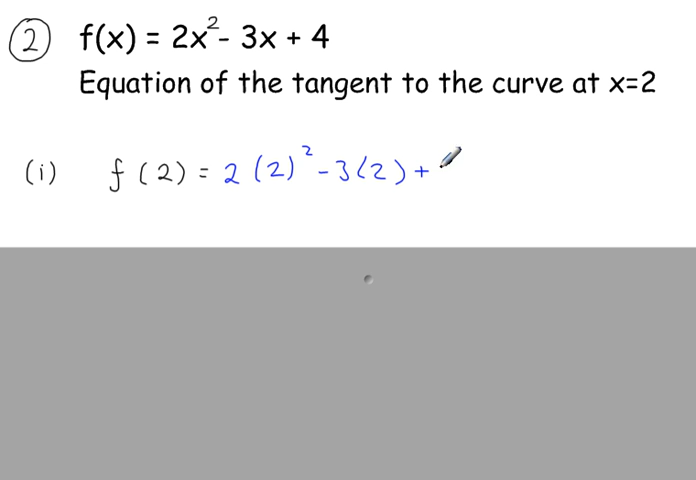 ② f(x) = 2x² - 3x + 4
Equation of the tangent to the curve at x=2
(i) f(2) = 2(2)² - 3(2) +